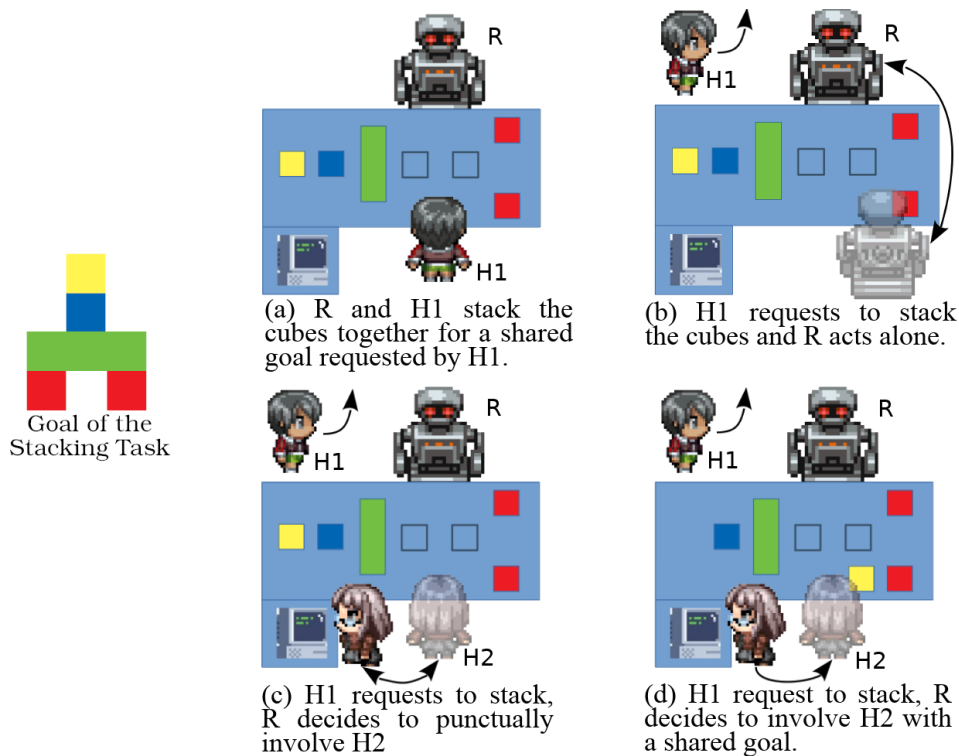 R
H1
(a) R and H1 stack the
cubes together for a shared
goal requested by H1.
H1
R
(b) H1 requests to stack
the cubes and R acts alone.
Goal of the
Stacking Task
H1
R
H2
(c) H1 requests to stack,
R decides to punctually
involve H2
H1
R
H2
(d) H1 request to stack, R
decides to involve H2 with
a shared goal.